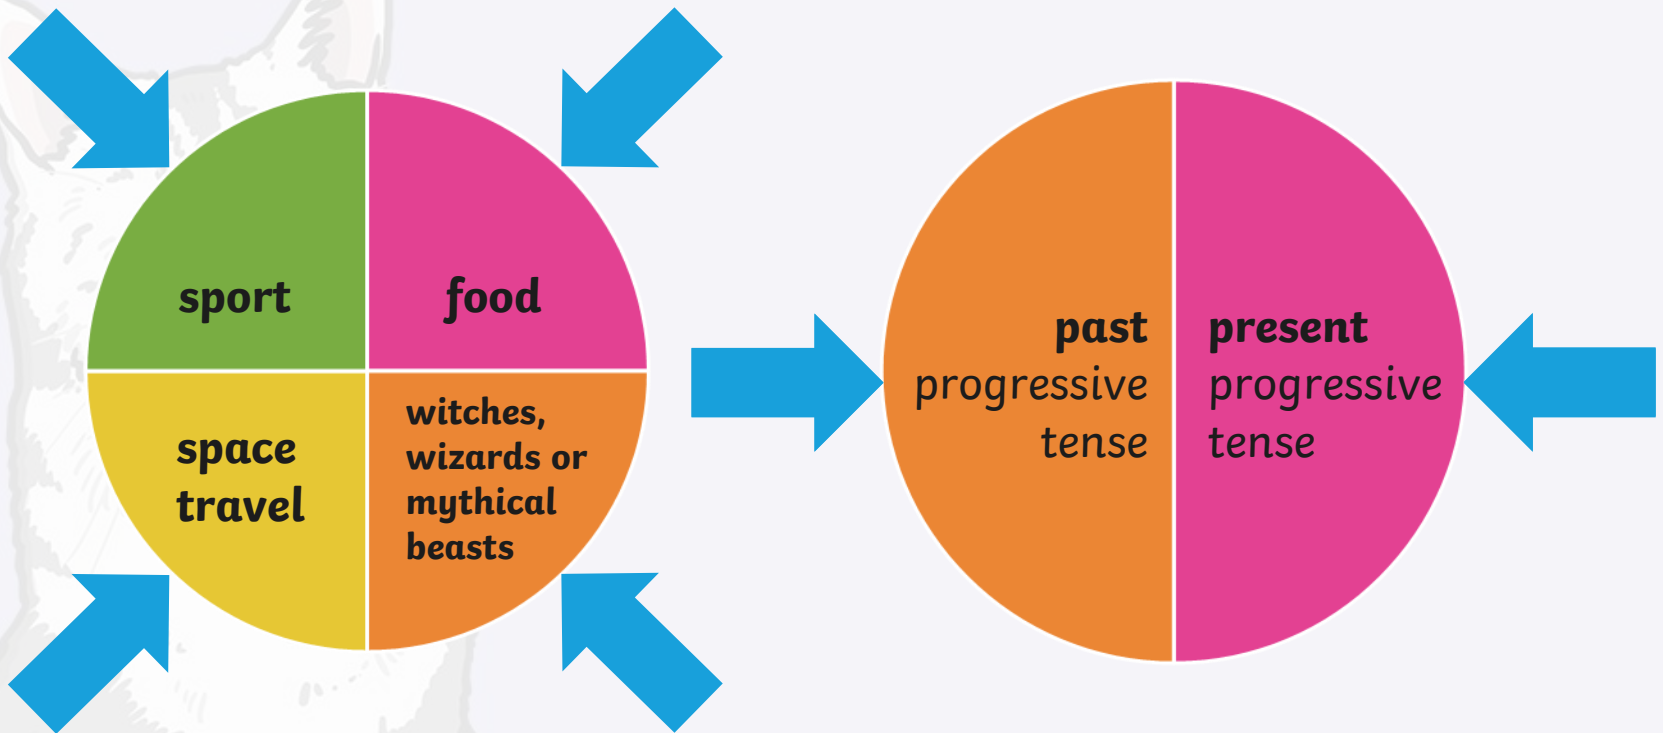 sport
food
space
travel
witches,
wizards or
mythical
beasts
past
progressive
tense
present
progressive
tense